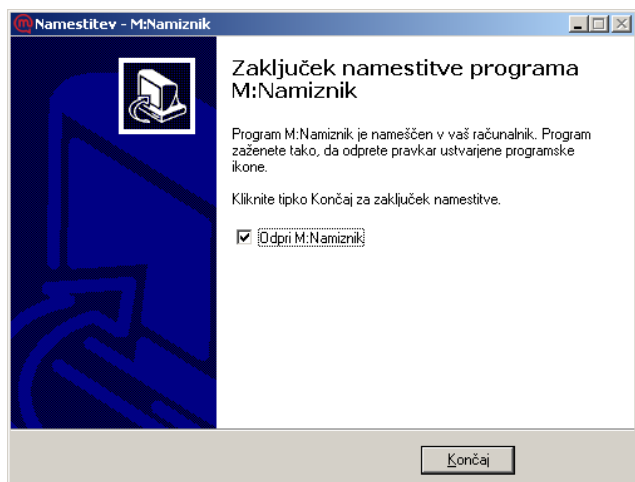 Namestitev - M:Namiznik
Zaključek namestitve programa
M:Namiznik
Program M:Namiznik je nameščen v vaš računalnik. Program
zaženete tako, da odprete pravkar ustvarjene programske
ikone.
Kliknite tipko Končaj za zaključek namestitve.
Odpri M:Namiznik
Končaj